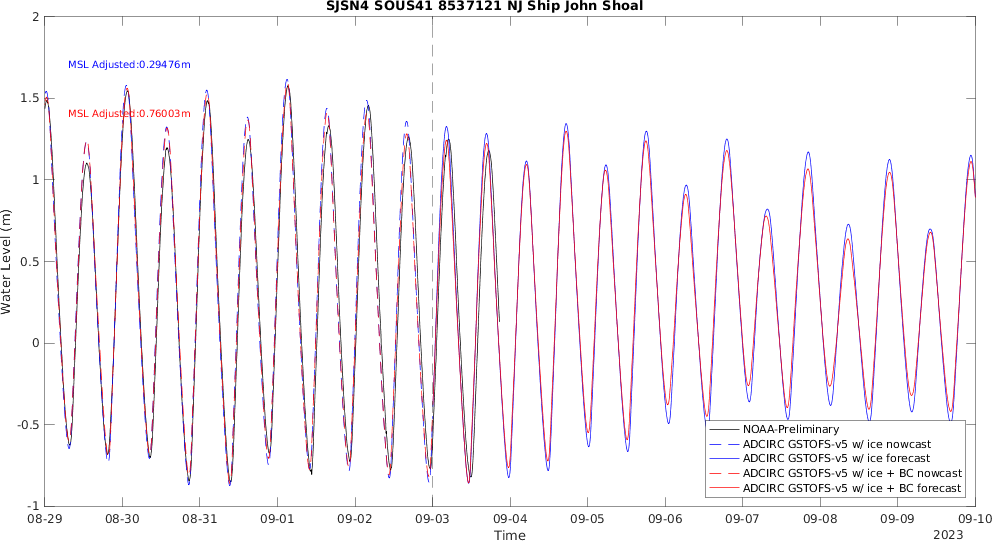 SJSN4 SOUS41 8537121 NJ Ship John Shoal
2
1.5
1
0.5
0
-0.5
-1
Water Level (m)
MSL Adjusted:0.29476m
MSL Adjusted:0.76003m
NOAA-Preliminary
ADCIRC GSTOFS-v5 w/ ice nowcast
ADCIRC GSTOFS-v5 w/ ice forecast
ADCIRC GSTOFS-v5 w/ ice + BC nowcast
ADCIRC GSTOFS-v5 w/ ice + BC forecast
08-29 08-30 08-31 09-01 09-02 09-03 09-04 09-05 09-06 09-07 09-08 09-09 09-10
Time
2023